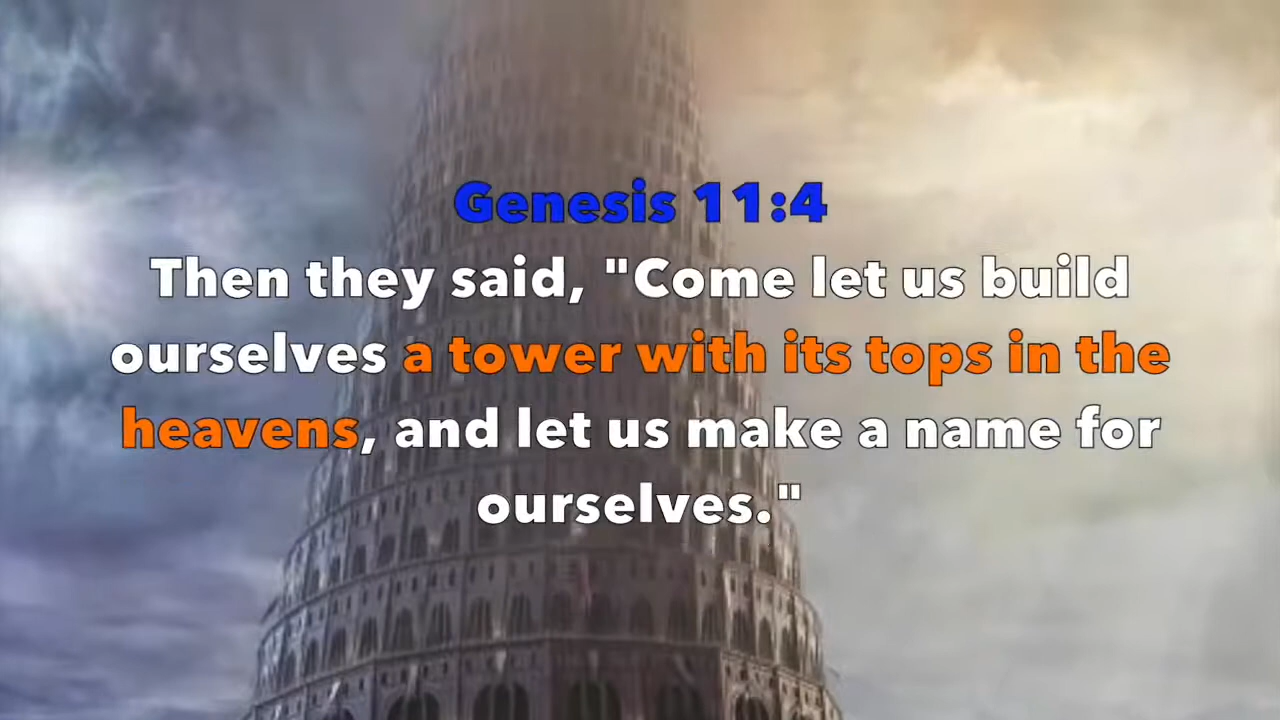 Genesis 11:4
Then they said, "Come let us build
ourselves a tower with its tops in the
heavens, and let us make a name for
ourselves."